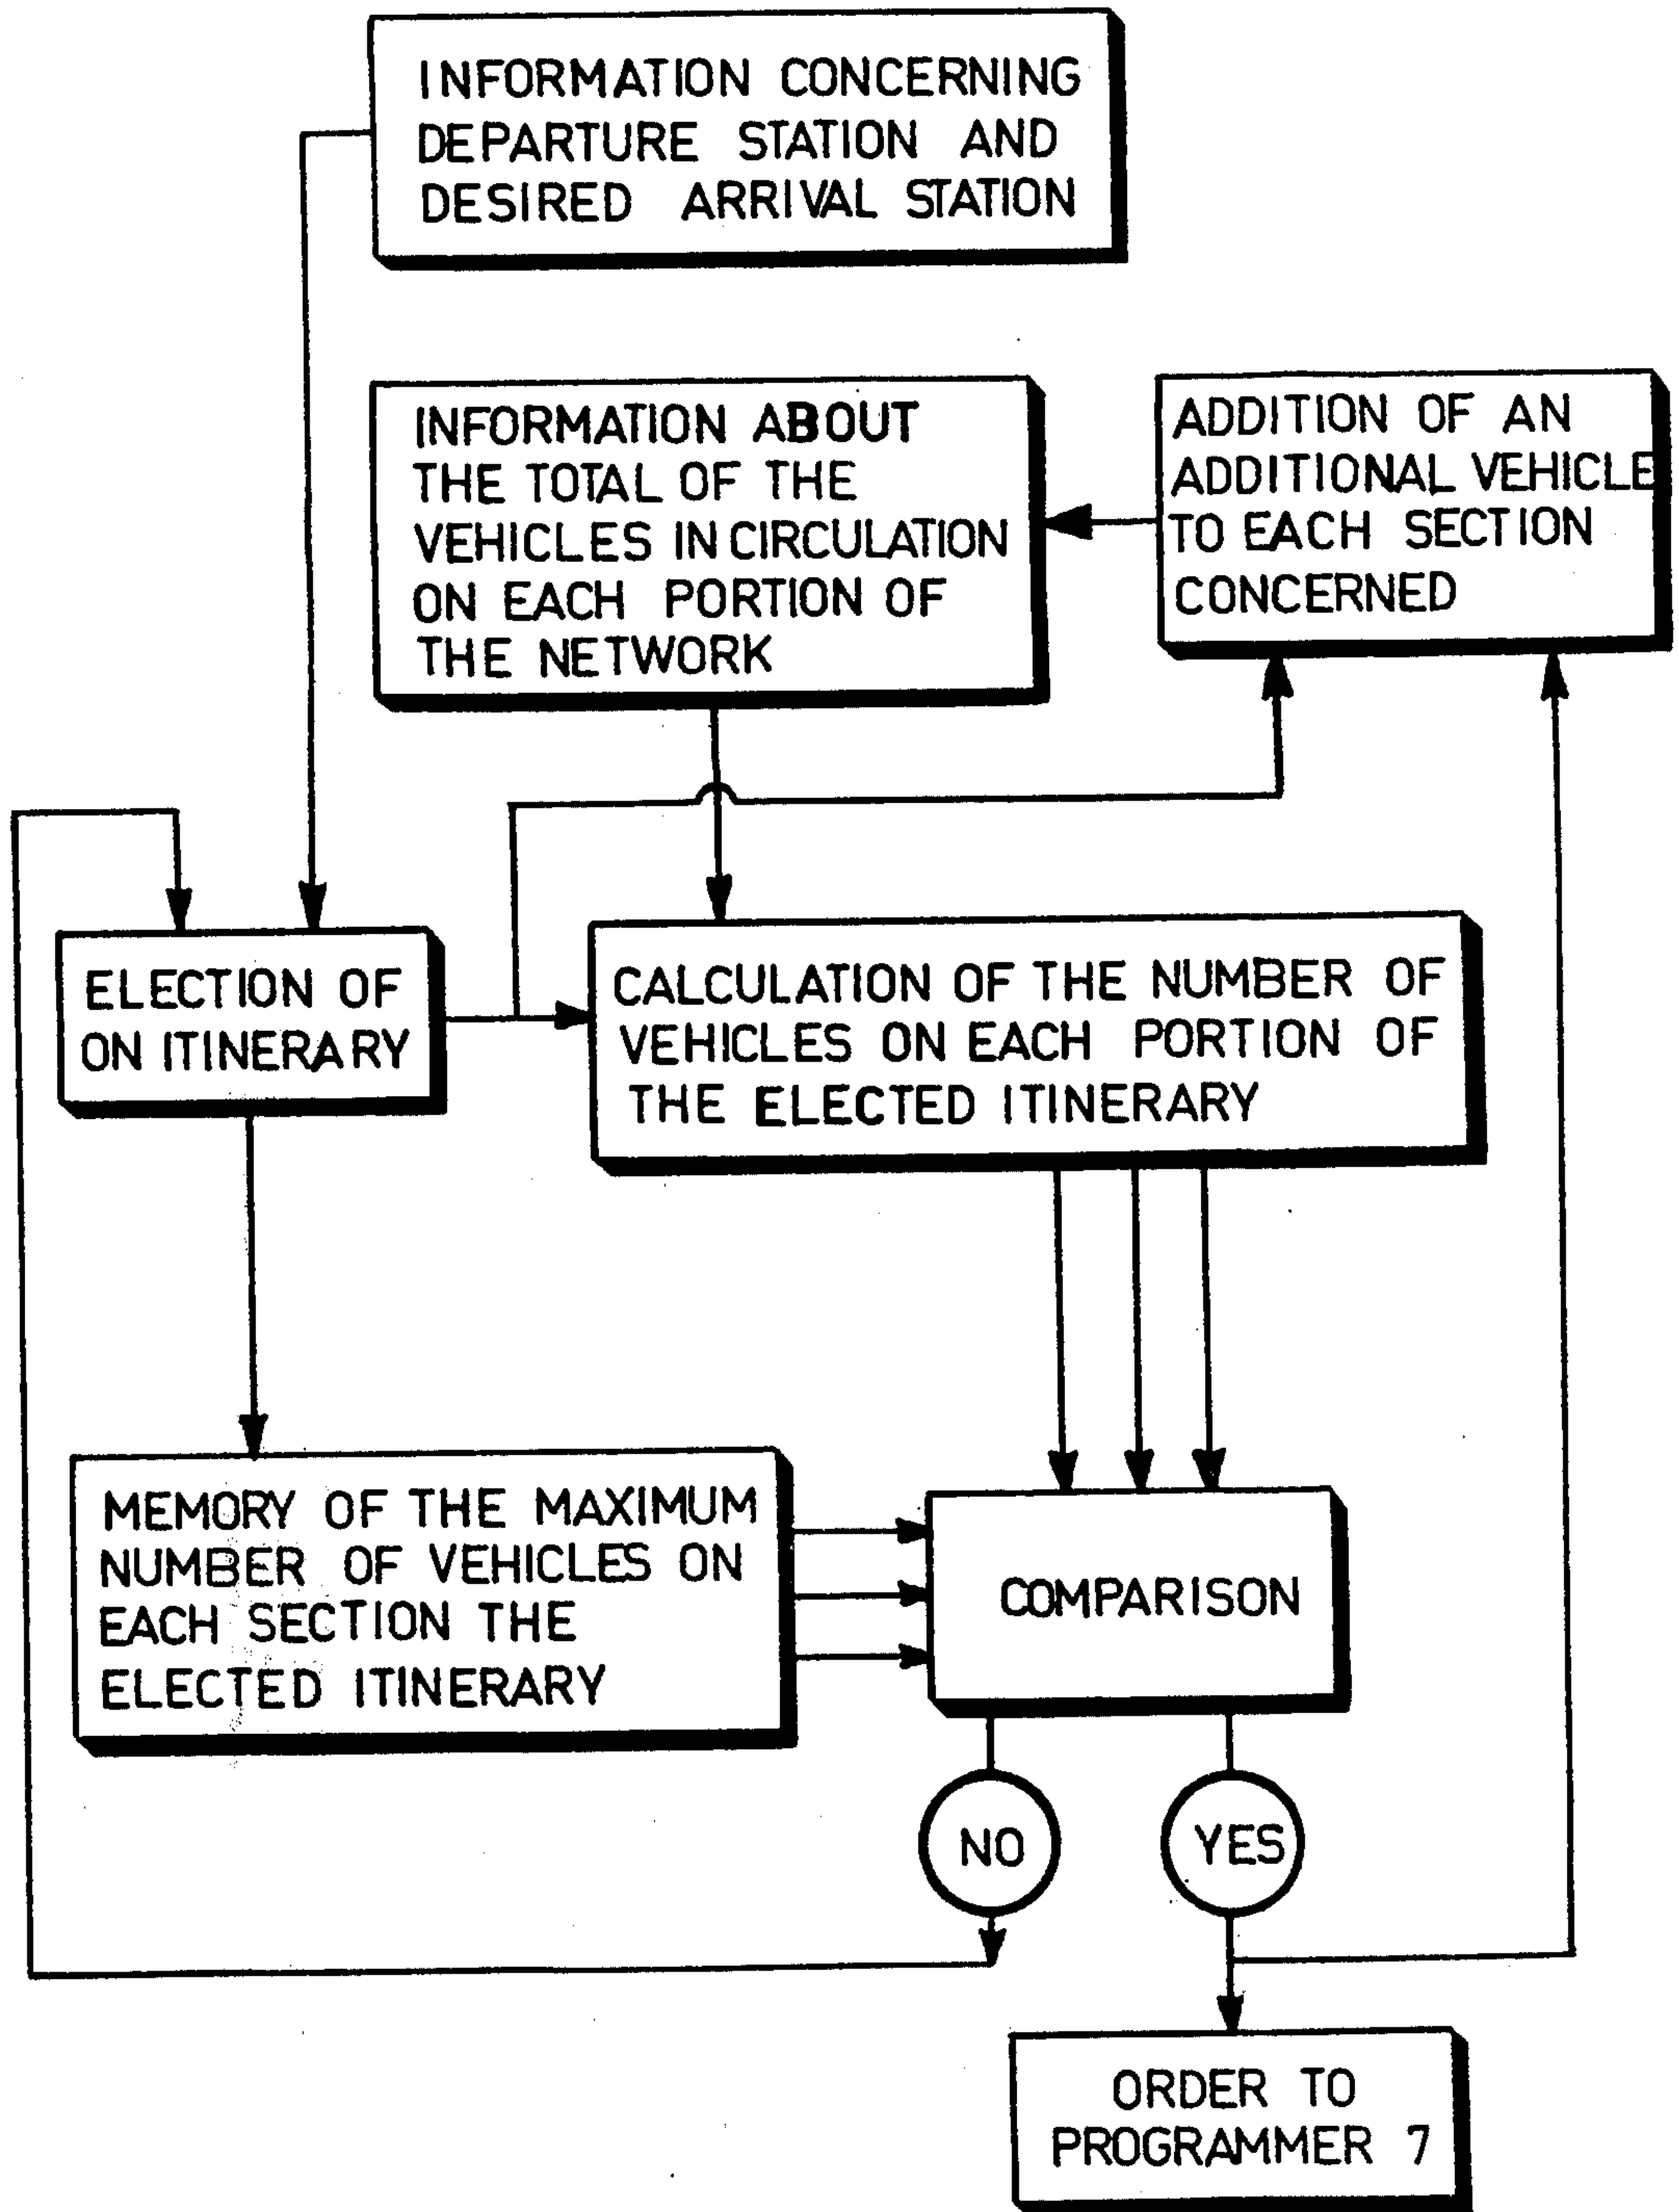 INFORMATION CONCERNING
DEPARTURE STATION AND
DESIRED ARRIVAL STATION
INFORMATION ABOUT
THE TOTAL OF THE
VEHICLES IN CIRCULATION
ON EACH PORTION OF
THE NETWORK
ADDITION OF AN
ADDITIONAL VEHICLE
TO EACH SECTION
CONCERNED
ELECTION OF
ON ITINERARY
CALCULATION OF THE NUMBER OF
VEHICLES ON EACH PORTION OF
THE ELECTED ITINERARY
MEMORY OF THE MAXIMUM
NUMBER OF VEHICLES ON
EACH SECTION THE
ELECTED ITINERARY
COMPARISON
NO
YES
ORDER TO
PROGRAMMER 7